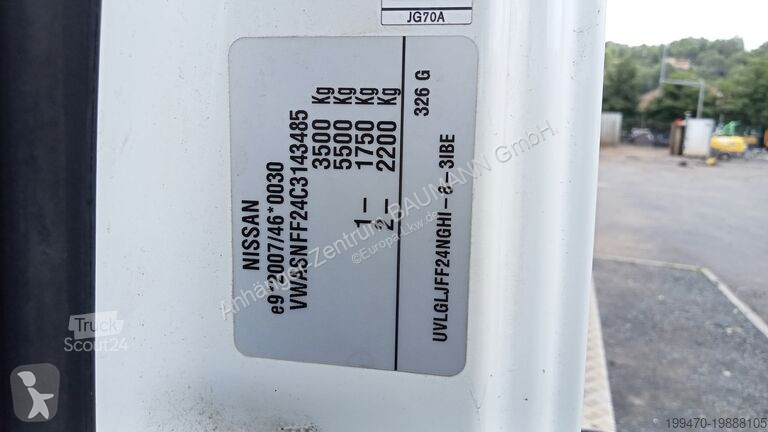 JG70A
NISSAN
e9*2007/46*0030
VWASNFF24C3143485
3500 Kg
5500 Kg
1- 1750 Kg
2- 2200 Kg
UVLGLJFF24NGHI-8-3IBE 326 G
Anhänger-Zentrum BAUMANN GmbH
©Europa-Lkw.de
Truck
Scout24
199470-19888105